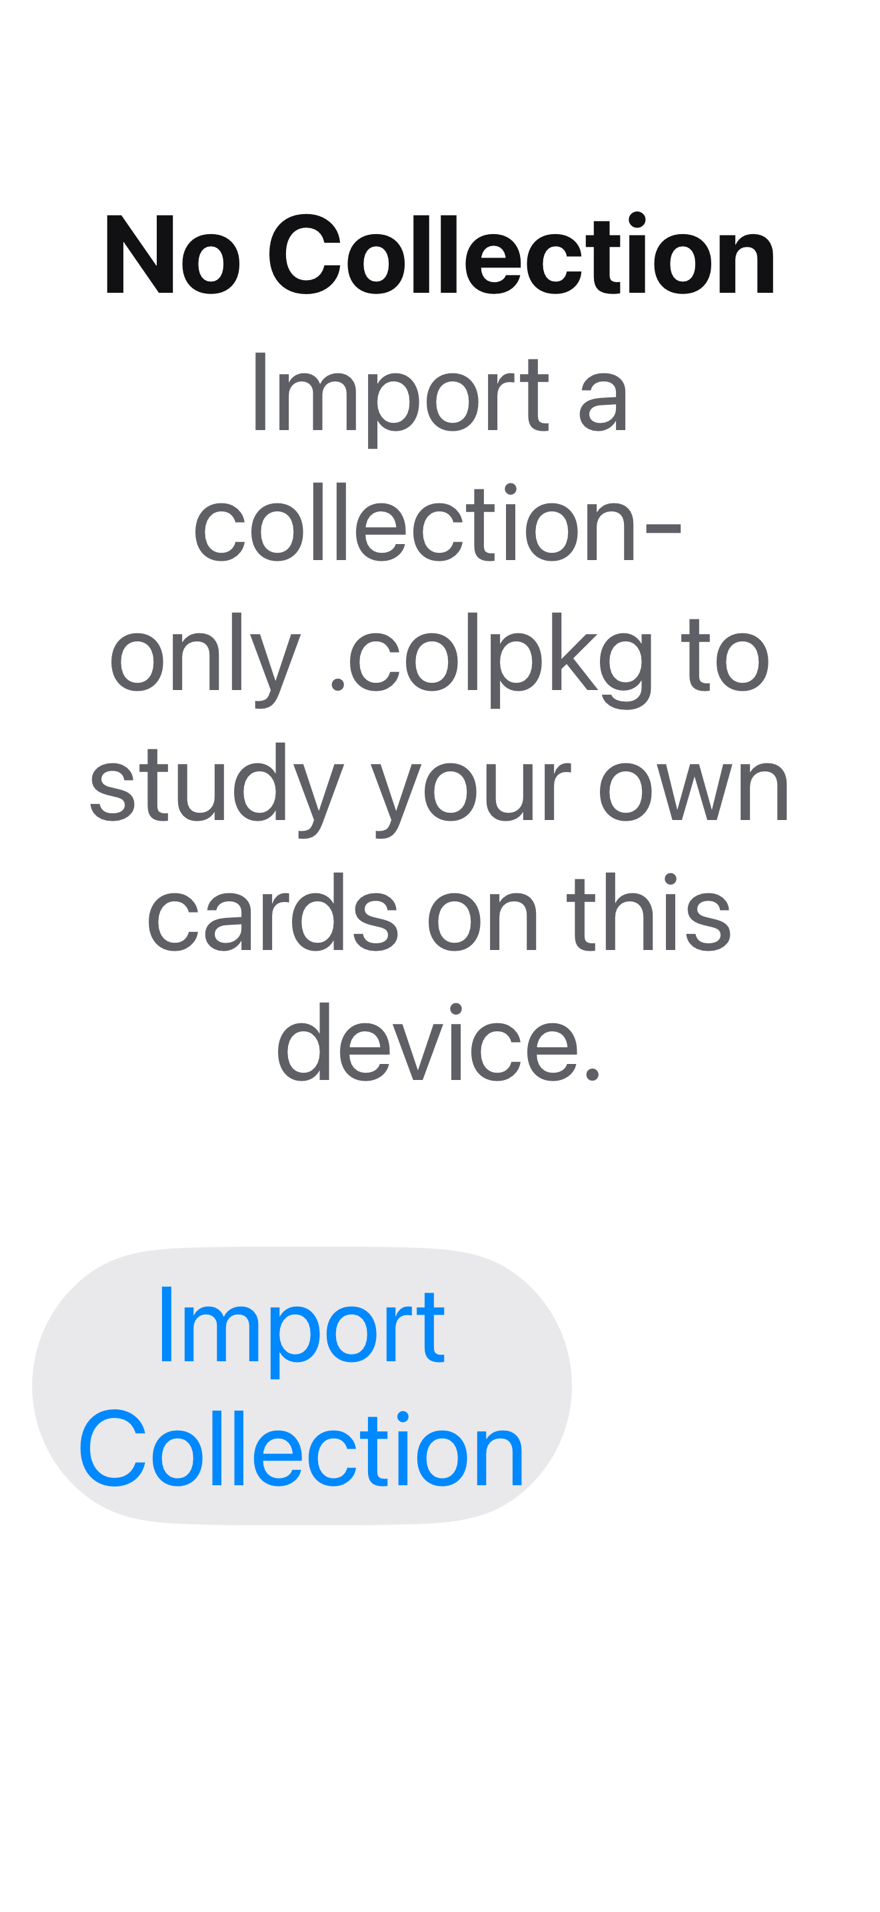 No Collection
Import a
collection-
only .colpkg to
study your own
cards on this
device.
Import
Collection